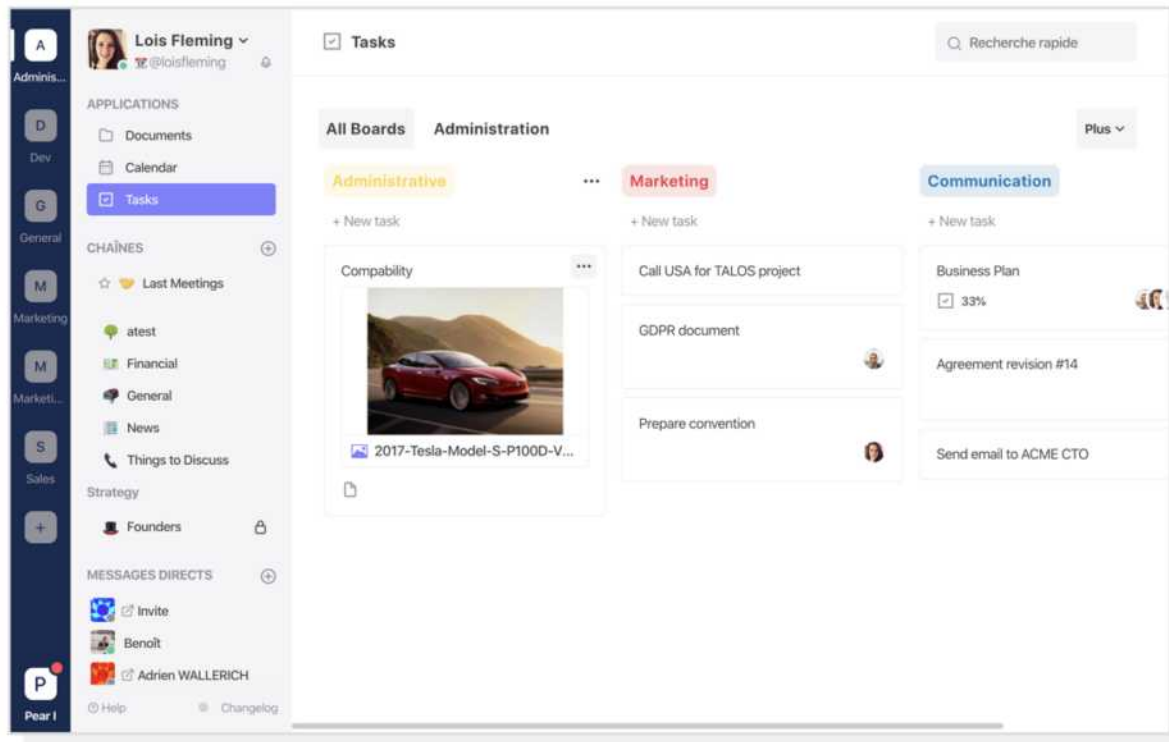 A
Adminis...
D
Dev
G
General
M
Marketing
M
Marketi...
S
Sales
+
P
Pear I
Lois Fleming
@loisfleming
APPLICATIONS
Documents
Calendar
Tasks
CHAÎNES
Last Meetings
atest
Financial
General
News
Things to Discuss
Strategy
Founders
MESSAGES DIRECTS
Invite
Benoît
Adrien WALLERICH
Help
Changelog
Tasks
Recherche rapide
All Boards
Administration
Plus
Administrative
...
+ New task
Compability
...
2017-Tesla-Model-S-P100D-V...
Marketing
+ New task
Call USA for TALOS project
GDPR document
Prepare convention
Communication
+ New task
Business Plan
33%
Agreement revision #14
Send email to ACME CTO